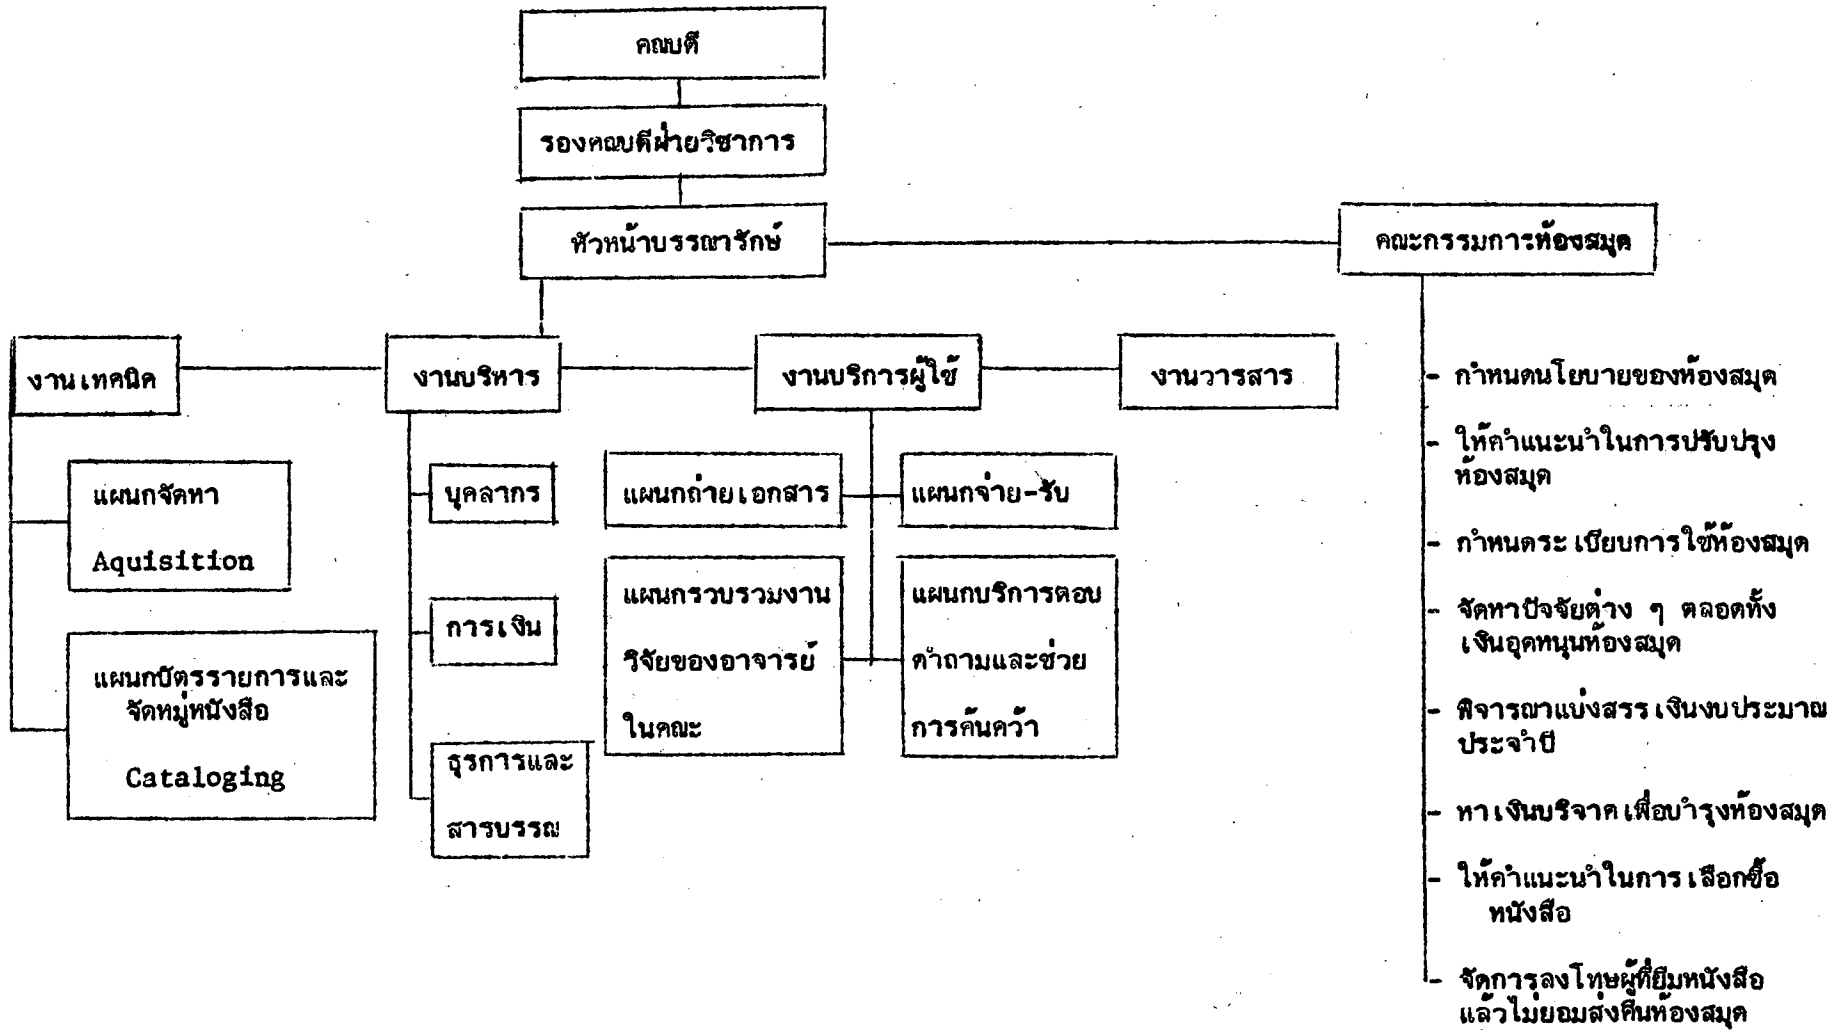 คณบดี
รองคณบดีฝ่ายวิชาการ
หัวหน้าบรรณารักษ์
คณะกรรมการห้องสมุด
งานเทคนิค
งานบริหาร
งานบริการผู้ใช้
งานวารสาร
แผนกจัดหา
Aquisition
แผนกบัตรรายการและ
จัดหมู่หนังสือ
Cataloging
บุคลากร
การเงิน
ธุรการและ
สารบรรณ
แผนกถ่ายเอกสาร
แผนกจ่าย-รับ
แผนกรวบรวมงาน
วิจัยของอาจารย์
ในคณะ
แผนกบริการตอบ
คำถามและช่วย
การค้นคว้า
- กำหนดนโยบายของห้องสมุด
- ให้คำแนะนำในการปรับปรุง
ห้องสมุด
- กำหนดระเบียบการใช้ห้องสมุด
- จัดหาปัจจัยต่าง ๆ ตลอดทั้ง
เงินอุดหนุนห้องสมุด
- พิจารณาแบ่งสรรเงินงบประมาณ
ประจำปี
- หาเงินบริจาคเพื่อบำรุงห้องสมุด
- ให้คำแนะนำในการเลือกซื้อ
หนังสือ
- จัดการลงโทษผู้ที่ยืมหนังสือ
แล้วไม่ยอมส่งคืนห้องสมุด